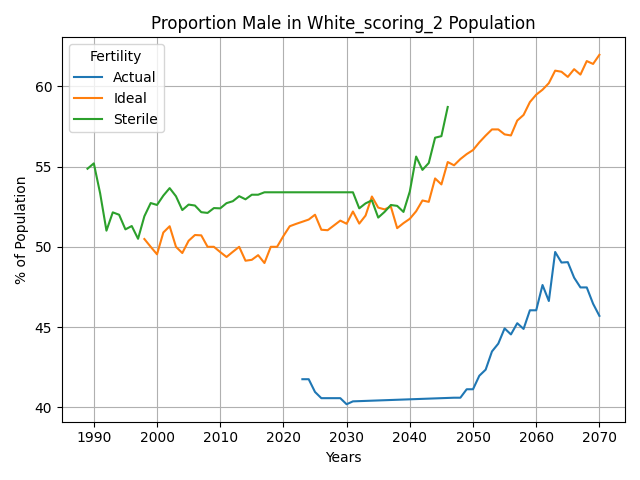 Proportion Male in White_scoring_2 Population
Fertility
Actual
Ideal
Sterile
% of Population
60
55
50
45
40
1990 2000 2010 2020 2030 2040 2050 2060 2070
Years